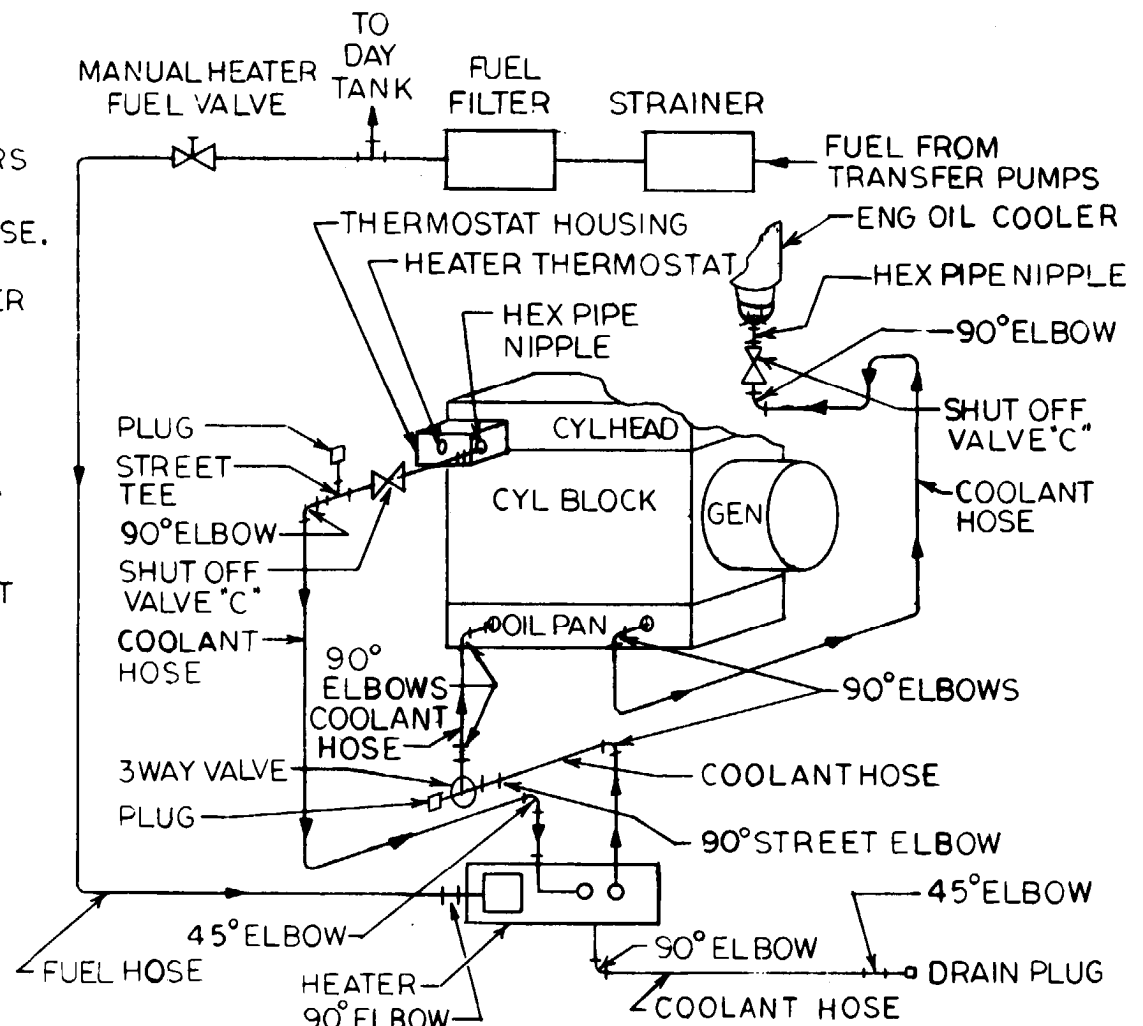 TO
DAY
TANK
MANUAL HEATER
FUEL VALVE
FUEL
FILTER
STRAINER
FUEL FROM
TRANSFER PUMPS
RS
SE.
ER
T
THERMOSTAT HOUSING
HEATER THERMOSTAT
HEX PIPE
NIPPLE
ENG OIL COOLER
HEX PIPE NIPPLE
90° ELBOW
SHUT OFF
VALVE "C"
COOLANT
HOSE
PLUG
STREET
TEE
90° ELBOW
SHUT OFF
VALVE "C"
COOLANT
HOSE
CYL HEAD
CYL BLOCK
GEN
OIL PAN
90°
ELBOWS
COOLANT
HOSE
90° ELBOWS
3 WAY VALVE
PLUG
COOLANT HOSE
90° STREET ELBOW
45° ELBOW
45° ELBOW
FUEL HOSE
HEATER
90° ELBOW
90° ELBOW
DRAIN PLUG
COOLANT HOSE